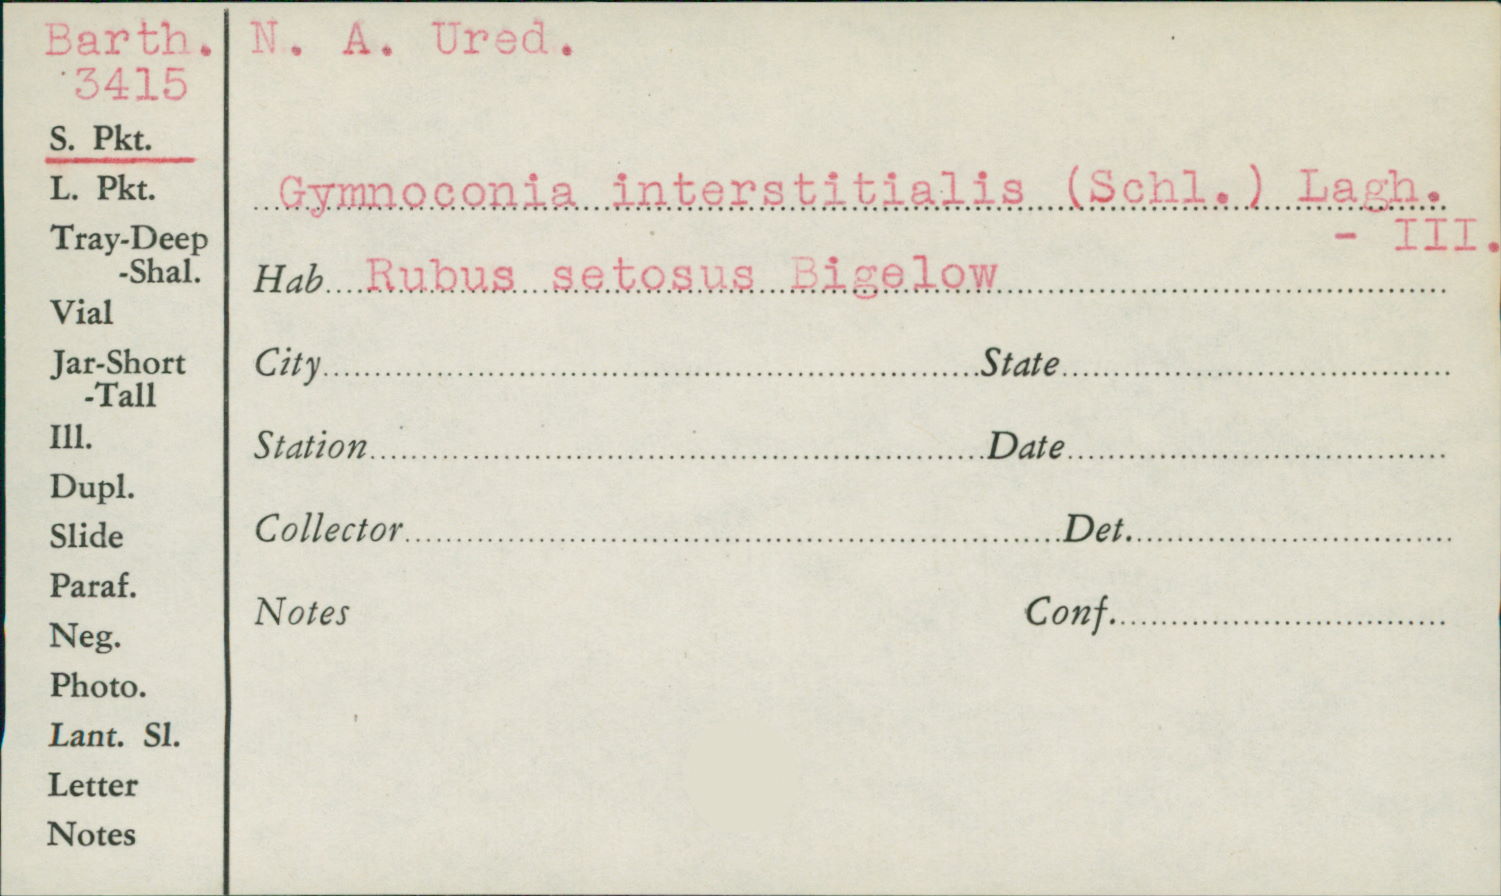 Barth. N. A. Ured.
3415
S. Pkt.
L. Pkt.
Gymnoconia interstitialis (Schl.) Lagh.
- III.
Tray-Deep
-Shal.
Hab Rubus setosus Bigelow
Vial
Jar-Short
-Tall
City State
Ill.
Station Date
Dupl.
Slide
Collector Det.
Paraf.
Notes Conf.
Neg.
Photo.
Lant. Sl.
Letter
Notes